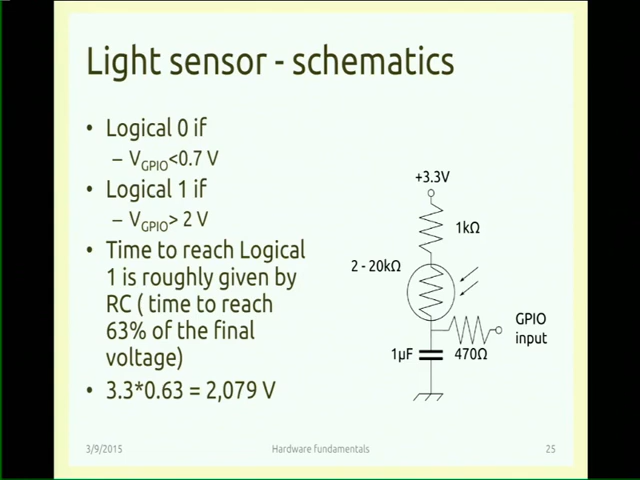 Light sensor - schematics
• Logical 0 if
– VGPIO<0.7 V
• Logical 1 if
– VGPIO> 2 V
• Time to reach Logical
1 is roughly given by
RC ( time to reach
63% of the final
voltage)
• 3.3*0.63 = 2,079 V
+3.3V
1kΩ
2 - 20kΩ
GPIO
input
1µF
470Ω
3/9/2015
Hardware fundamentals
25